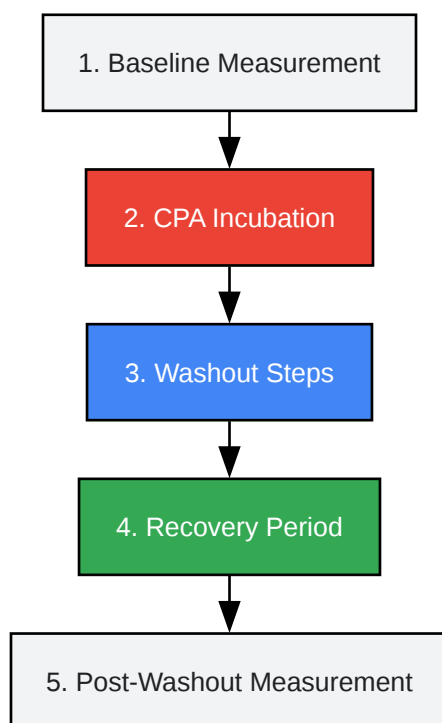 1. Baseline Measurement
2. CPA Incubation
3. Washout Steps
4. Recovery Period
5. Post-Washout Measurement